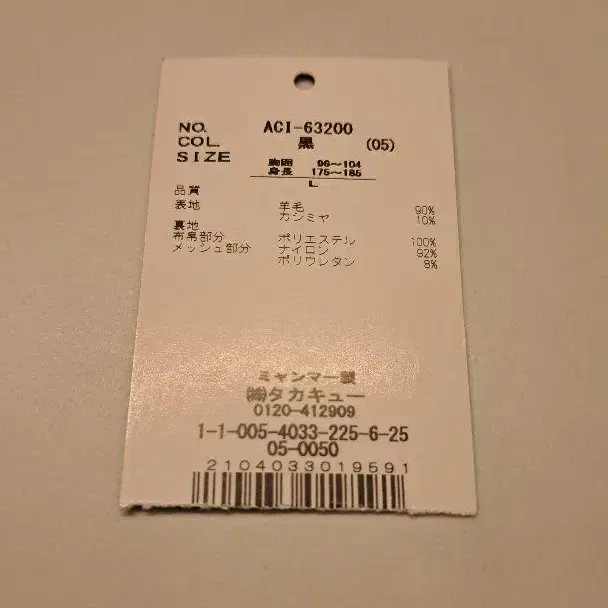 NO. ACI-63200
COL. 黒 (05)
SIZE 胸囲 96~104
身長 175~185
L
品質
表地 羊毛 90%
カシミヤ 10%
裏地
布帛部分 ポリエステル 100%
メッシュ部分 ナイロン 92%
ポリウレタン 8%
ミャンマー製
㈱タカキュー
0120-412909
1-1-005-4033-225-6-25
05-0050
2104033019591